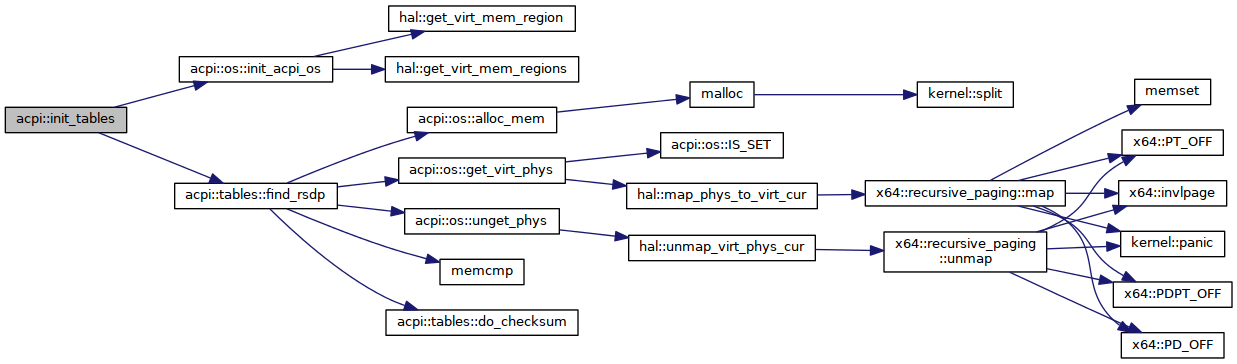 acpi::init_tables
acpi::os::init_acpi_os
hal::get_virt_mem_region
hal::get_virt_mem_regions
acpi::tables::find_rsdp
acpi::os::alloc_mem
malloc
kernel::split
acpi::os::get_virt_phys
acpi::os::IS_SET
hal::map_phys_to_virt_cur
x64::recursive_paging::map
memset
x64::PT_OFF
x64::invlpage
kernel::panic
x64::PDPT_OFF
x64::PD_OFF
acpi::os::unget_phys
hal::unmap_virt_phys_cur
x64::recursive_paging
::unmap
memcmp
acpi::tables::do_checksum